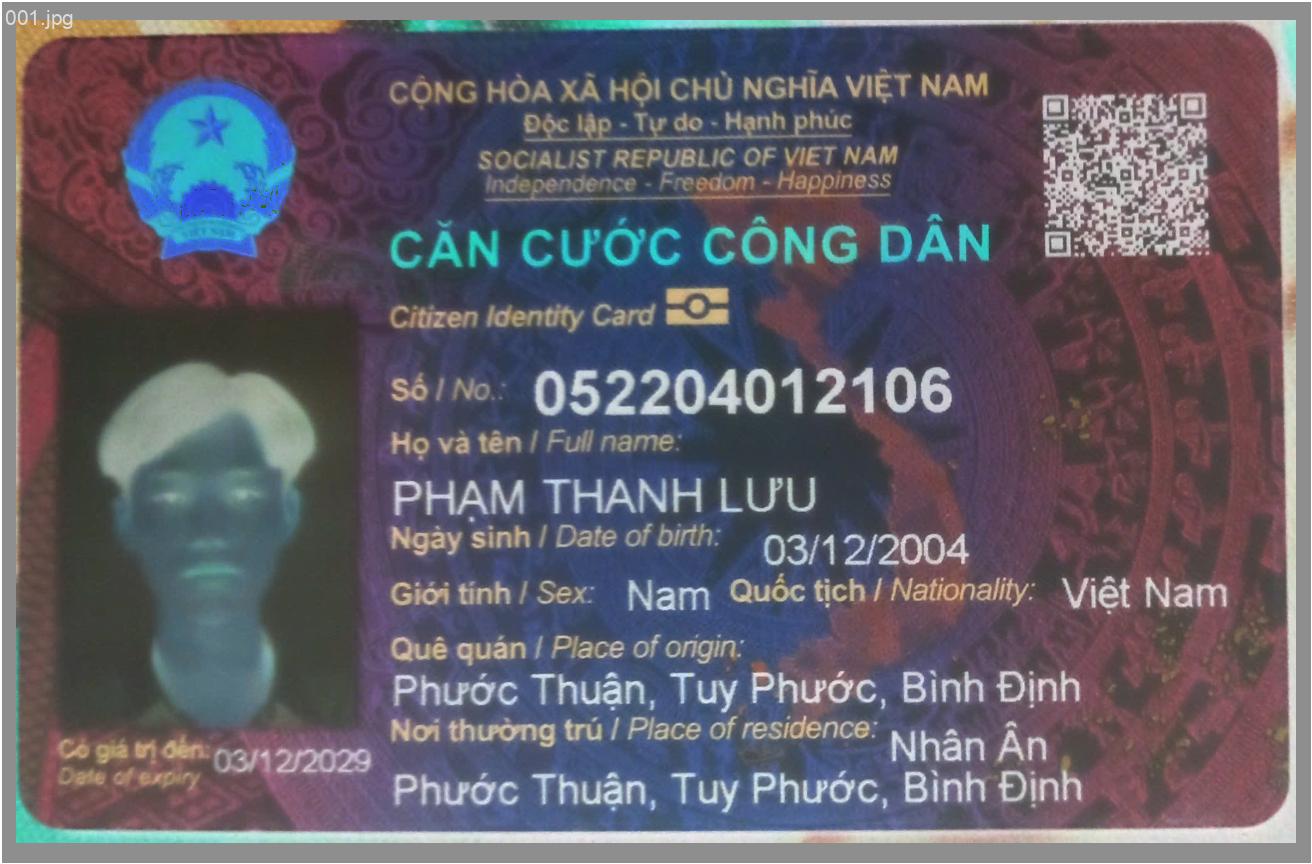 001.jpg
CỘNG HÒA XÃ HỘI CHỦ NGHĨA VIỆT NAM
Độc lập - Tự do - Hạnh phúc
SOCIALIST REPUBLIC OF VIET NAM
Independence - Freedom - Happiness
CĂN CƯỚC CÔNG DÂN
Citizen Identity Card
Số / No.: 052204012106
Họ và tên / Full name:
PHẠM THANH LƯU
Ngày sinh / Date of birth: 03/12/2004
Giới tính / Sex: Nam Quốc tịch / Nationality: Việt Nam
Quê quán / Place of origin:
Phước Thuận, Tuy Phước, Bình Định
Nơi thường trú / Place of residence: Nhân Ân
Phước Thuận, Tuy Phước, Bình Định
Có giá trị đến: 03/12/2029
Date of expiry
VIỆT NAM